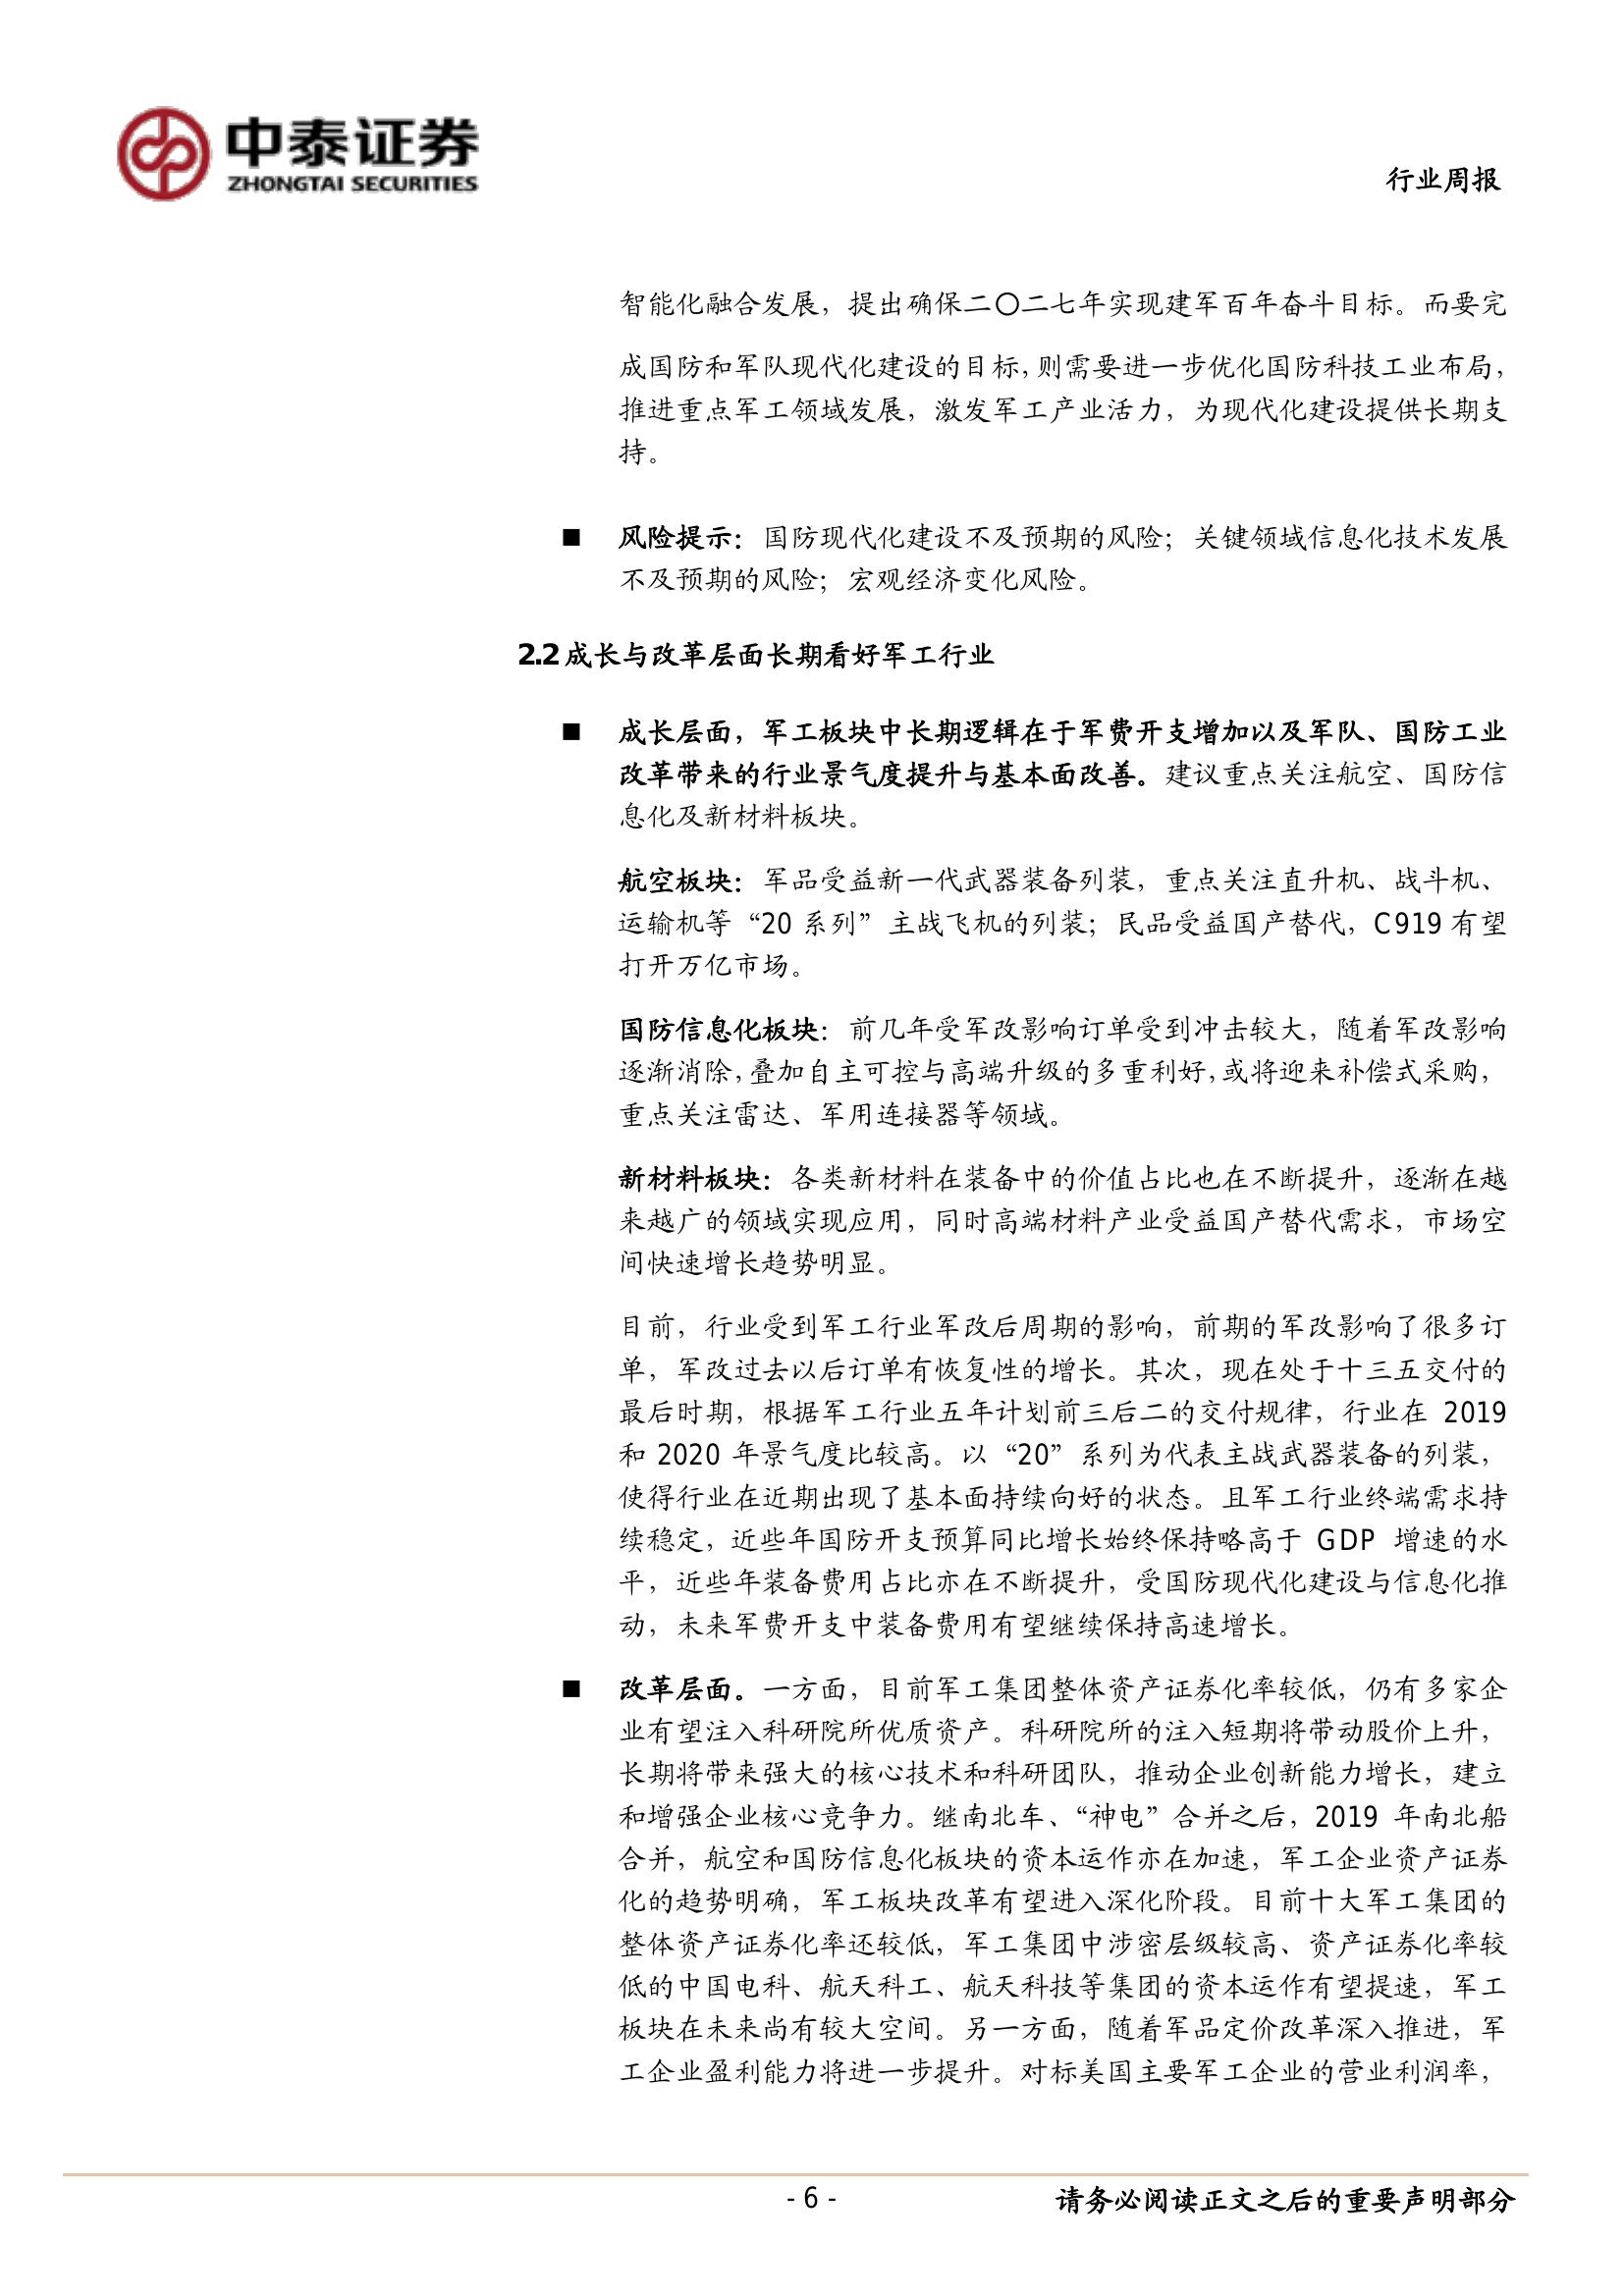 中泰证券
ZHONGTAI SECURITIES
行业周报
智能化融合发展，提出确保二〇二七年实现建军百年奋斗目标。而要完
成国防和军队现代化建设的目标，则需要进一步优化国防科技工业布局，
推进重点军工领域发展，激发军工产业活力，为现代化建设提供长期支
持。
■ 风险提示：国防现代化建设不及预期的风险；关键领域信息化技术发展
不及预期的风险；宏观经济变化风险。
2.2 成长与改革层面长期看好军工行业
■ 成长层面，军工板块中长期逻辑在于军费开支增加以及军队、国防工业
改革带来的行业景气度提升与基本面改善。建议重点关注航空、国防信
息化及新材料板块。
航空板块：军品受益新一代武器装备列装，重点关注直升机、战斗机、
运输机等“20 系列”主战飞机的列装；民品受益国产替代，C919 有望
打开万亿市场。
国防信息化板块：前几年受军改影响订单受到冲击较大，随着军改影响
逐渐消除，叠加自主可控与高端升级的多重利好，或将迎来补偿式采购，
重点关注雷达、军用连接器等领域。
新材料板块：各类新材料在装备中的价值占比也在不断提升，逐渐在越
来越广的领域实现应用，同时高端材料产业受益国产替代需求，市场空
间快速增长趋势明显。
目前，行业受到军工行业军改后周期的影响，前期的军改影响了很多订
单，军改过去以后订单有恢复性的增长。其次，现在处于十三五交付的
最后时期，根据军工行业五年计划前三后二的交付规律，行业在 2019
和 2020 年景气度比较高。以“20”系列为代表主战武器装备的列装，
使得行业在近期出现了基本面持续向好的状态。且军工行业终端需求持
续稳定，近些年国防开支预算同比增长始终保持略高于 GDP 增速的水
平，近些年装备费用占比亦在不断提升，受国防现代化建设与信息化推
动，未来军费开支中装备费用有望继续保持高速增长。
■ 改革层面。一方面，目前军工集团整体资产证券化率较低，仍有多家企
业有望注入科研院所优质资产。科研院所的注入短期将带动股价上升，
长期将带来强大的核心技术和科研团队，推动企业创新能力增长，建立
和增强企业核心竞争力。继南北车、“神电”合并之后，2019 年南北船
合并，航空和国防信息化板块的资本运作亦在加速，军工企业资产证券
化的趋势明确，军工板块改革有望进入深化阶段。目前十大军工集团的
整体资产证券化率还较低，军工集团中涉密层级较高、资产证券化率较
低的中国电科、航天科工、航天科技等集团的资本运作有望提速，军工
板块在未来尚有较大空间。另一方面，随着军品定价改革深入推进，军
工企业盈利能力将进一步提升。对标美国主要军工企业的营业利润率，
- 6 -
请务必阅读正文之后的重要声明部分